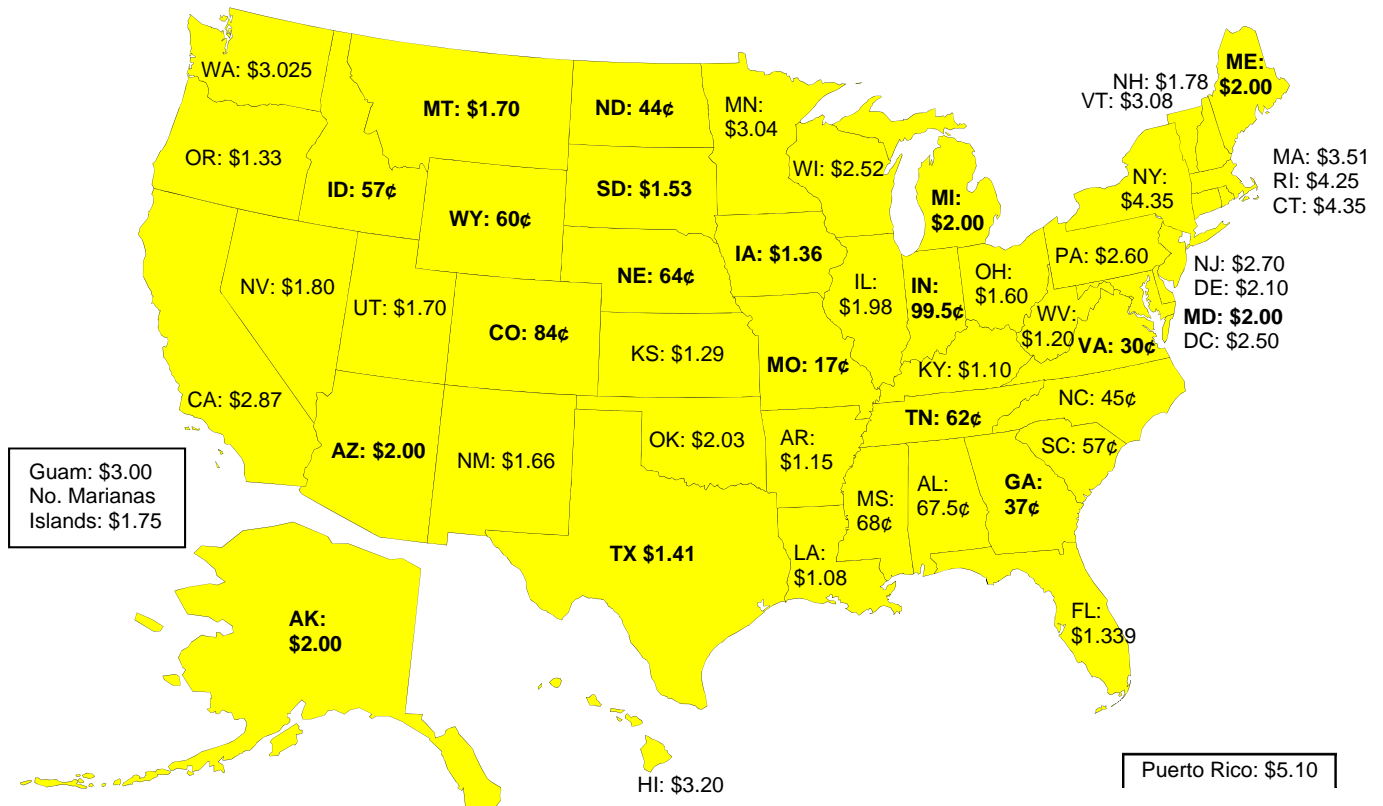 WA: $3.025
MT: $1.70
ND: 44¢
MN:
$3.04
NH: $1.78
VT: $3.08
ME:
$2.00
OR: $1.33
ID: 57¢
WY: 60¢
SD: $1.53
WI: $2.52
MI:
$2.00
NY:
$4.35
MA: $3.51
RI: $4.25
CT: $4.35
NV: $1.80
UT: $1.70
CO: 84¢
NE: 64¢
IA: $1.36
IL:
$1.98
IN:
99.5¢
OH:
$1.60
PA: $2.60
NJ: $2.70
DE: $2.10
MD: $2.00
DC: $2.50
WV:
$1.20
VA: 30¢
KS: $1.29
MO: 17¢
KY: $1.10
CA: $2.87
AZ: $2.00
NM: $1.66
OK: $2.03
AR:
$1.15
TN: 62¢
NC: 45¢
SC: 57¢
MS:
68¢
AL:
67.5¢
GA:
37¢
TX $1.41
LA:
$1.08
FL:
$1.339
Guam: $3.00
No. Marianas
Islands: $1.75
AK:
$2.00
HI: $3.20
Puerto Rico: $5.10